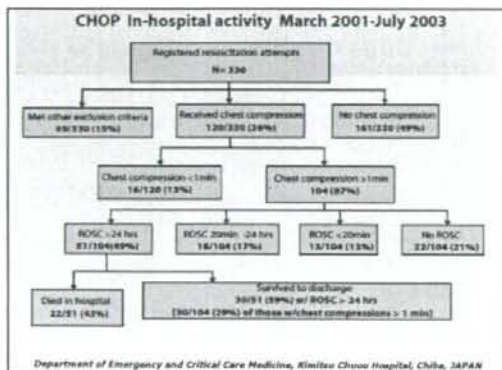 CHOP In-hospital activity March 2001-July 2003
Registered resuscitation attempts
N= 330
Met other exclusion criteria
49/330 (15%)
Received chest compression
120/330 (36%)
No chest compression
161/330 (49%)
Chest compression <1min
16/120 (13%)
Chest compression >1min
104 (87%)
ROSC >24 hrs
51/104(49%)
ROSC 20min -24 hrs
18/104 (17%)
ROSC <20min
13/104 (13%)
No ROSC
22/104 (21%)
Died in hospital
22/51 (43%)
Survived to discharge
30/51 (59%) w/ ROSC > 24 hrs
[30/104 (29%) of those w/chest compressions > 1 min]
Department of Emergency and Critical Care Medicine, Kimitsu Chuou Hospital, Chiba, JAPAN